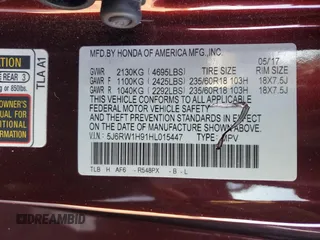 MFD.BY HONDA OF AMERICA MFG.,INC. 05/17
GVWR 2130KG( 4695LBS) TIRE SIZE RIM SIZE
GAWR F 1100KG( 2425LBS) 235/60R18 103H 18X7.5J
GAWR R 1040KG( 2292LBS) 235/60R18 103H 18X7.5J
THIS VEHICLE CONFORMS TO ALL APPLICABLE
FEDERAL MOTOR VEHICLE SAFETY
AND THEFT PREVENTION STANDARDS IN EFFECT ON
THE DATE OF MANUFACTURE SHOWN ABOVE.
V.I.N.: 5J6RW1H91HL015447 TYPE: MPV
TLB H AF6 - R548PX - B - L
TLA A1
REAR 3
OWNER'S
MANUAL